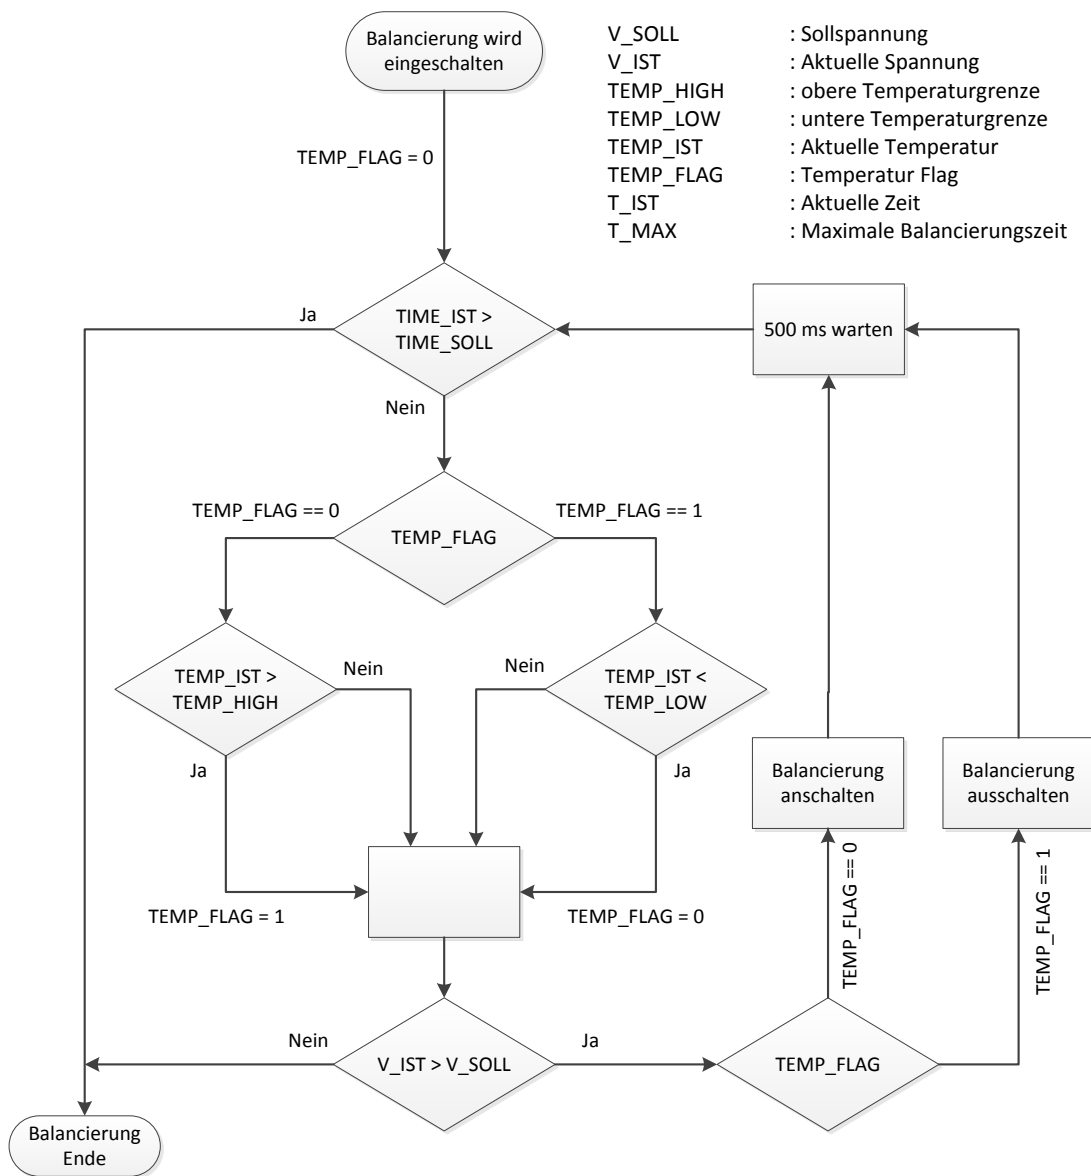 Balancierung wird
eingeschalten
V_SOLL : Sollspannung
V_IST : Aktuelle Spannung
TEMP_HIGH : obere Temperaturgrenze
TEMP_LOW : untere Temperaturgrenze
TEMP_IST : Aktuelle Temperatur
TEMP_FLAG : Temperatur Flag
T_IST : Aktuelle Zeit
T_MAX : Maximale Balancierungszeit
TEMP_FLAG = 0
Ja
TIME_IST >
TIME_SOLL
500 ms warten
Nein
TEMP_FLAG == 0
TEMP_FLAG == 1
TEMP_FLAG
TEMP_IST >
TEMP_HIGH
Nein
Nein
TEMP_IST <
TEMP_LOW
Ja
Ja
Balancierung
anschalten
Balancierung
ausschalten
TEMP_FLAG = 1
TEMP_FLAG = 0
TEMP_FLAG == 0
TEMP_FLAG == 1
Nein
V_IST > V_SOLL
Ja
TEMP_FLAG
Balancierung
Ende